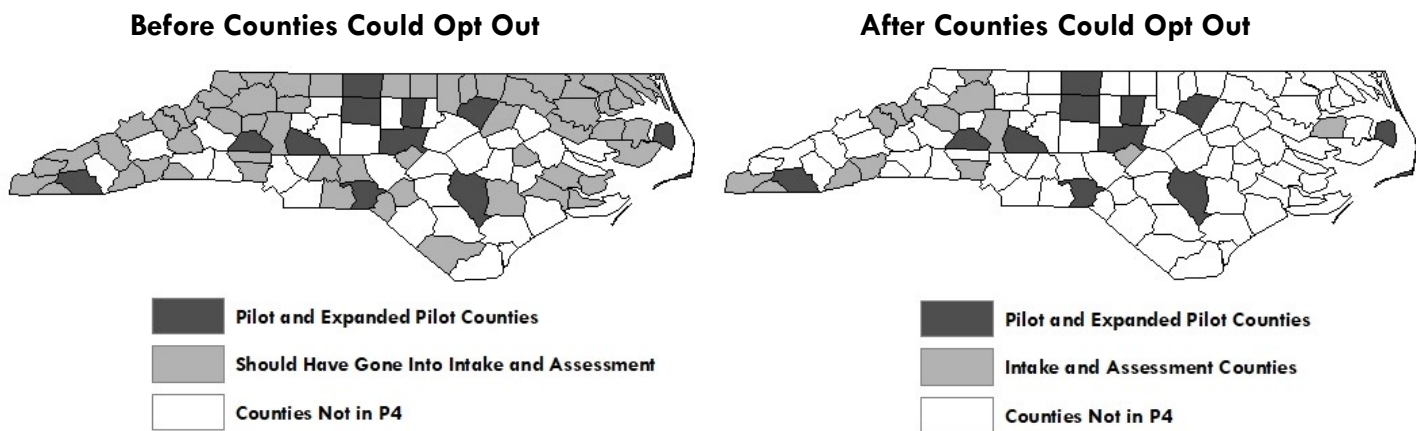 Before Counties Could Opt Out
After Counties Could Opt Out
Pilot and Expanded Pilot Counties
Should Have Gone Into Intake and Assessment
Counties Not in P4
Pilot and Expanded Pilot Counties
Intake and Assessment Counties
Counties Not in P4